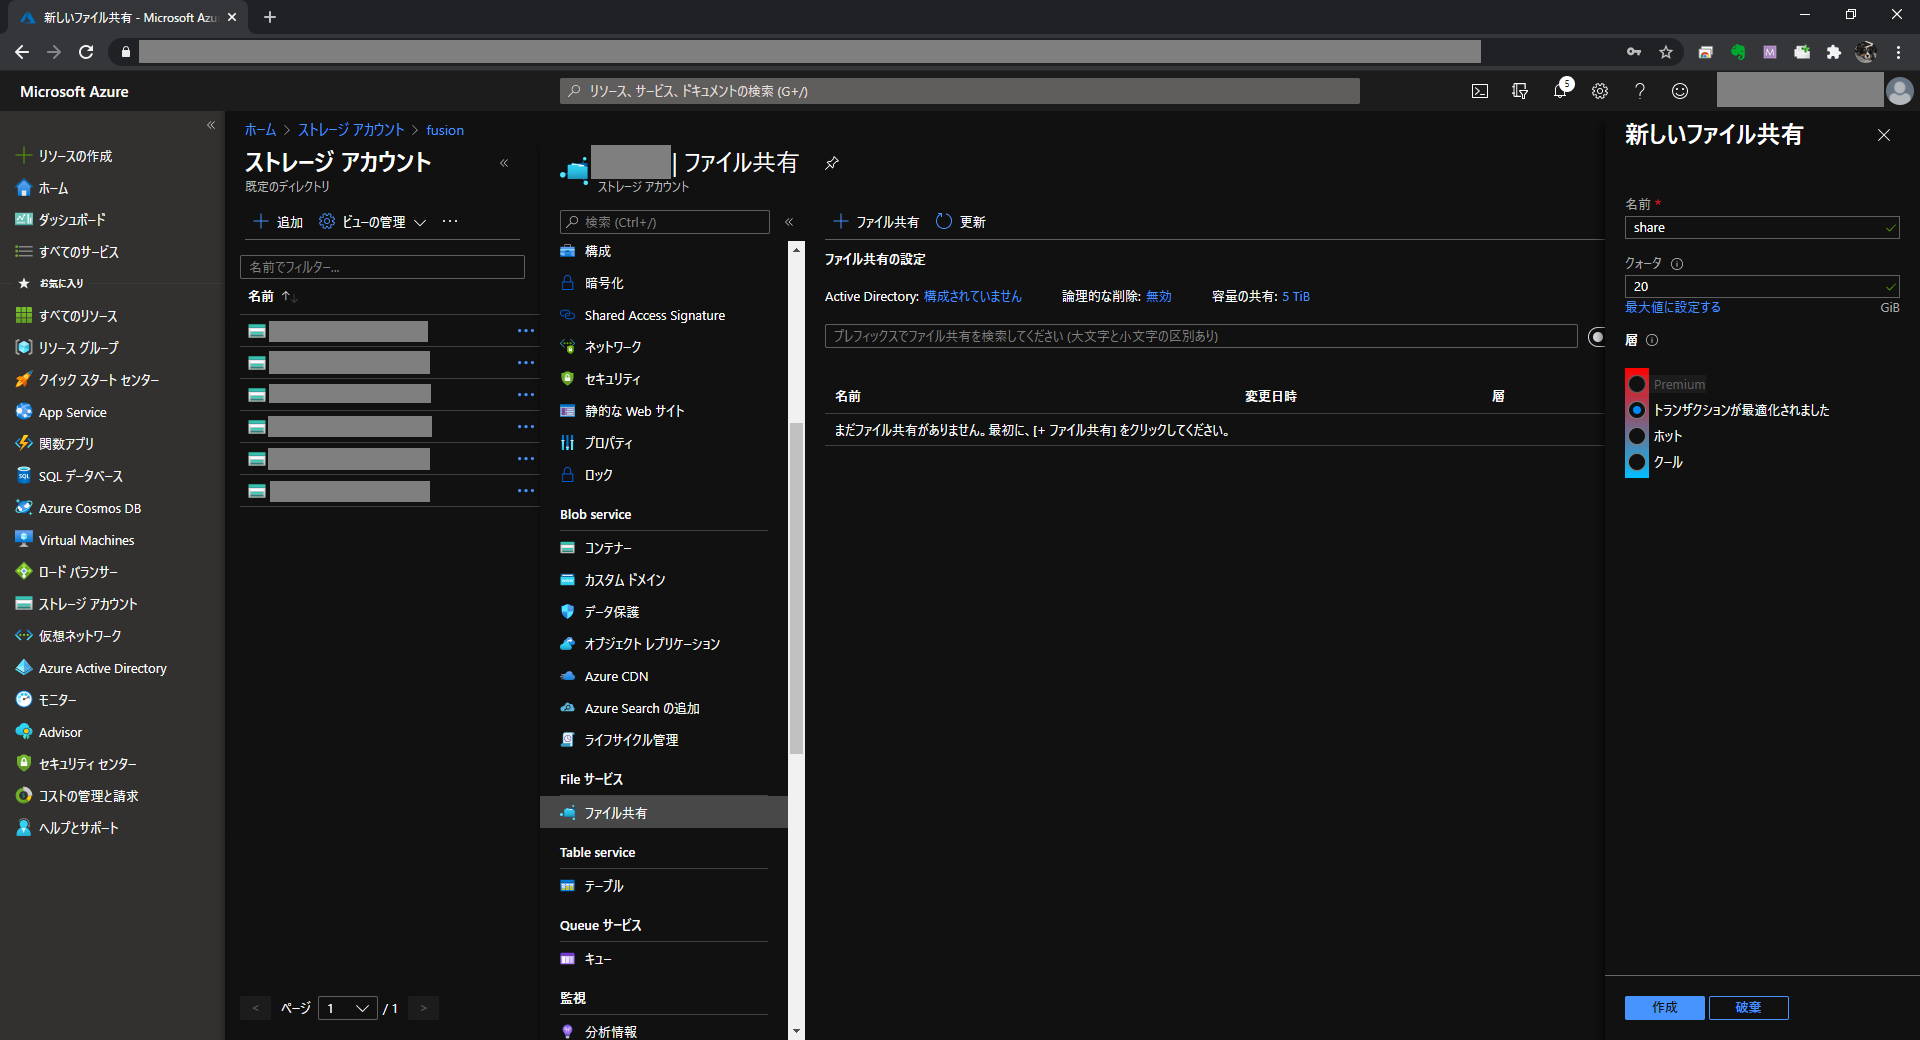 新しいファイル共有 - Microsoft Azu
Microsoft Azure
リソース、サービス、ドキュメントの検索 (G+/)
5
リソースの作成
ホーム
ダッシュボード
すべてのサービス
お気に入り
すべてのリソース
リソース グループ
クイック スタート センター
App Service
関数アプリ
SQL データベース
Azure Cosmos DB
Virtual Machines
ロード バランサー
ストレージ アカウント
仮想ネットワーク
Azure Active Directory
モニター
Advisor
セキュリティ センター
コストの管理と請求
ヘルプとサポート
ホーム > ストレージ アカウント > fusion
ストレージ アカウント
既定のディレクトリ
追加 ビューの管理
名前でフィルター...
名前
< ページ 1 / 1 >
| ファイル共有
ストレージ アカウント
検索 (Ctrl+/)
構成
暗号化
Shared Access Signature
ネットワーク
セキュリティ
静的な Web サイト
プロパティ
ロック
Blob service
コンテナー
カスタム ドメイン
データ保護
オブジェクト レプリケーション
Azure CDN
Azure Search の追加
ライフサイクル管理
File サービス
ファイル共有
Table service
テーブル
Queue サービス
キュー
監視
分析情報
ファイル共有 更新
ファイル共有の設定
Active Directory: 構成されていません 論理的な削除: 無効 容量の共有: 5 TiB
プレフィックスでファイル共有を検索してください (大文字と小文字の区別あり)
名前 変更日時 層
まだファイル共有がありません。最初に、[+ ファイル共有] をクリックしてください。
新しいファイル共有
名前 *
share
クォータ
20
最大値に設定する GiB
層
Premium
トランザクションが最適化されました
ホット
クール
作成 破棄